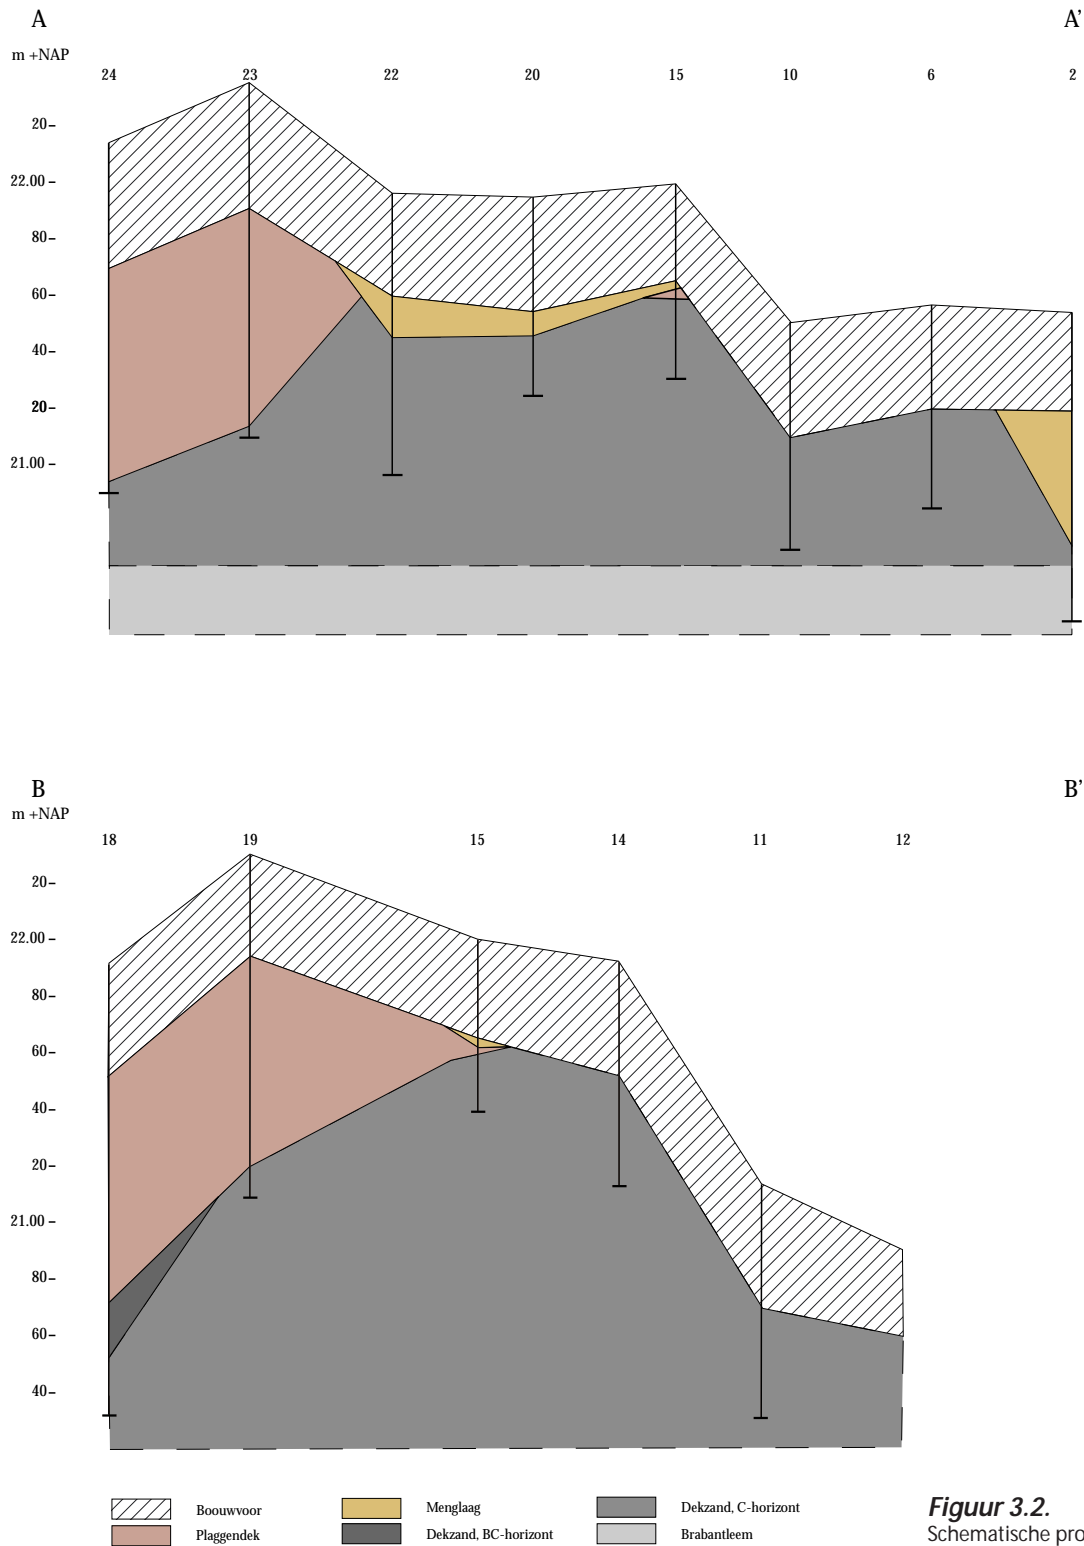 A A'
m +NAP
24 23 22 20 15 10 6 2
20
22.00
80
60
40
20
21.00
B B'
m +NAP
18 19 15 14 11 12
20
22.00
80
60
40
20
21.00
80
60
40
Boouwvoor Menglaag Dekzand, C-horizont
Plaggendek Dekzand, BC-horizont Brabantleem
Figuur 3.2.
Schematische pro